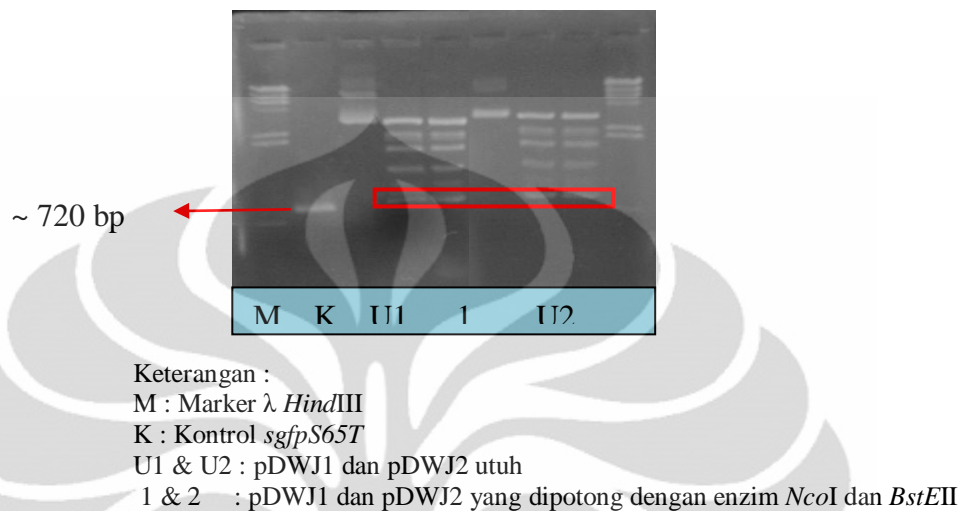 ~ 720 bp
M K U1 1 U2
Keterangan :
M : Marker λ HindIII
K : Kontrol sgfpS65T
U1 & U2 : pDWJ1 dan pDWJ2 utuh
1 & 2 : pDWJ1 dan pDWJ2 yang dipotong dengan enzim NcoI dan BstEII